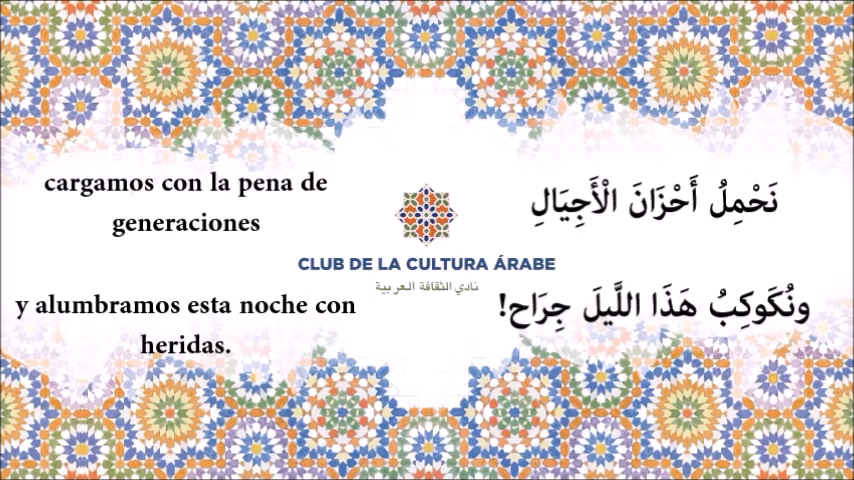 cargamos con la pena de
generaciones
نَحْمِلُ أَحْزَانَ الْأَجِيَالِ
CLUB DE LA CULTURA ÁRABE
نادي الثقافة العربية
y alumbramos esta noche con
heridas.
ونُكَوكِبُ هَذَا اللَّيلَ جِرَاح!